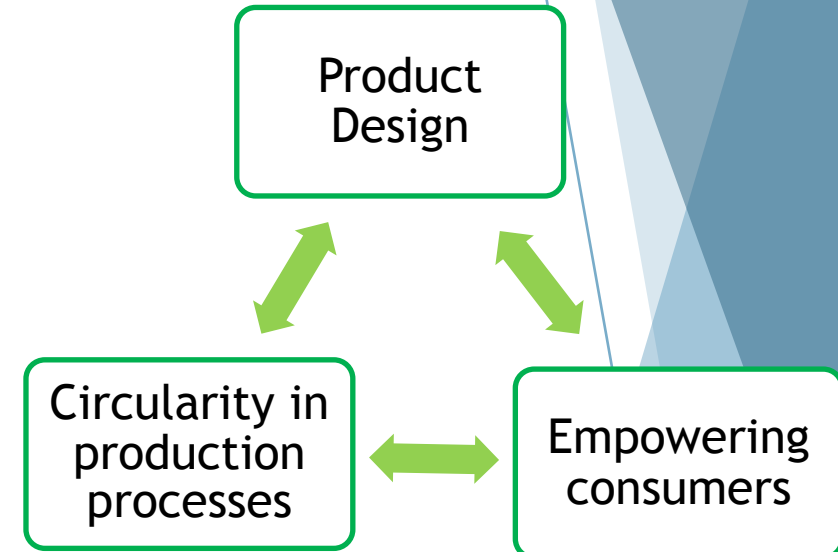 Product
Design
Circularity in
production
processes
Empowering
consumers